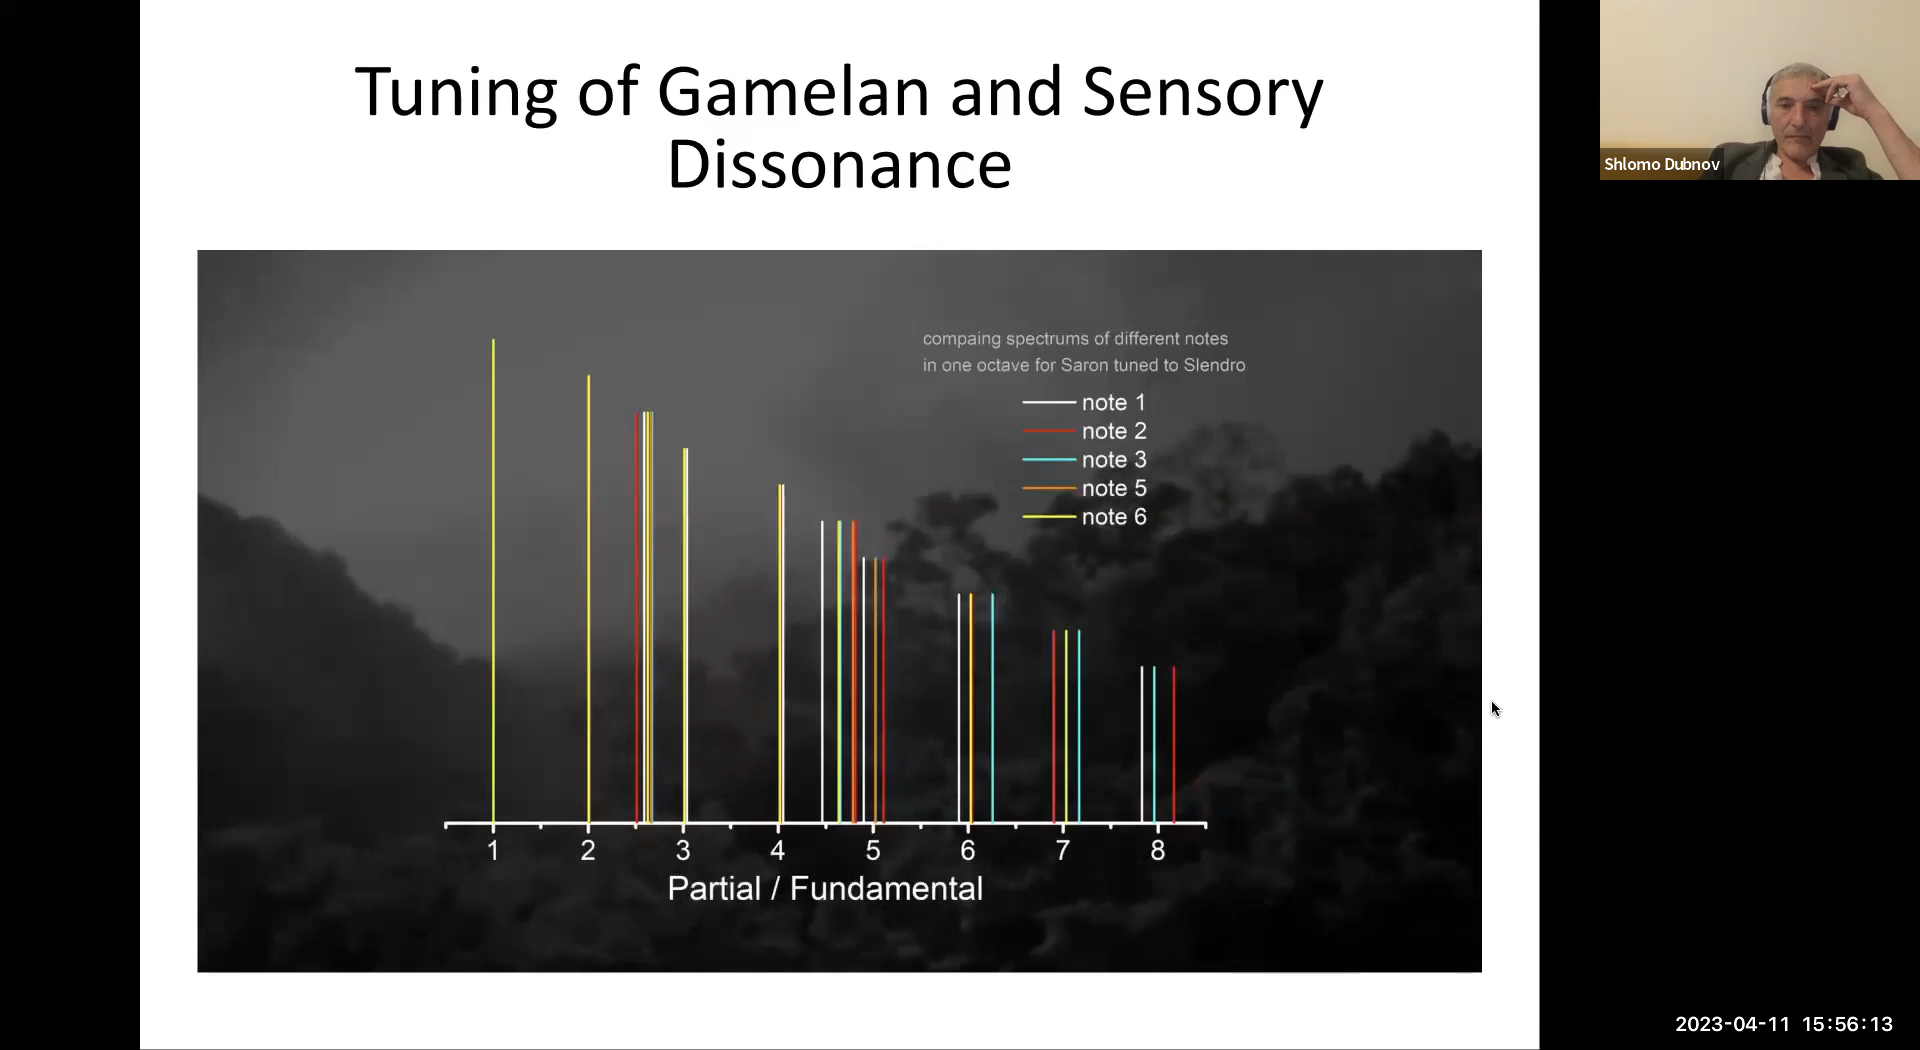 Tuning of Gamelan and Sensory
Dissonance
Shlomo Dubnov
compaing spectrums of different notes
in one octave for Saron tuned to Slendro
note 1
note 2
note 3
note 5
note 6
1 2 3 4 5 6 7 8
Partial / Fundamental
2023-04-11 15:56:13